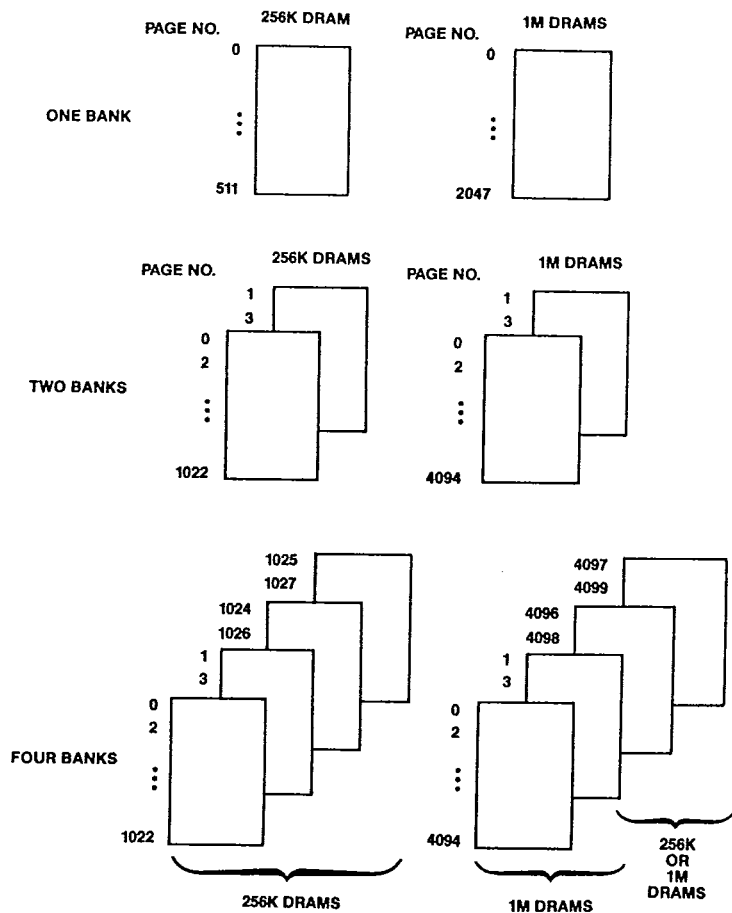 PAGE NO.
256K DRAM
0
511
ONE BANK
PAGE NO.
1M DRAMS
0
2047
PAGE NO.
256K DRAMS
1
3
0
2
1022
TWO BANKS
PAGE NO.
1M DRAMS
1
3
0
2
4094
FOUR BANKS
1025
1027
1024
1026
1
3
0
2
1022
256K DRAMS
4097
4099
4096
4098
1
3
0
2
4094
1M DRAMS
256K
OR
1M
DRAMS